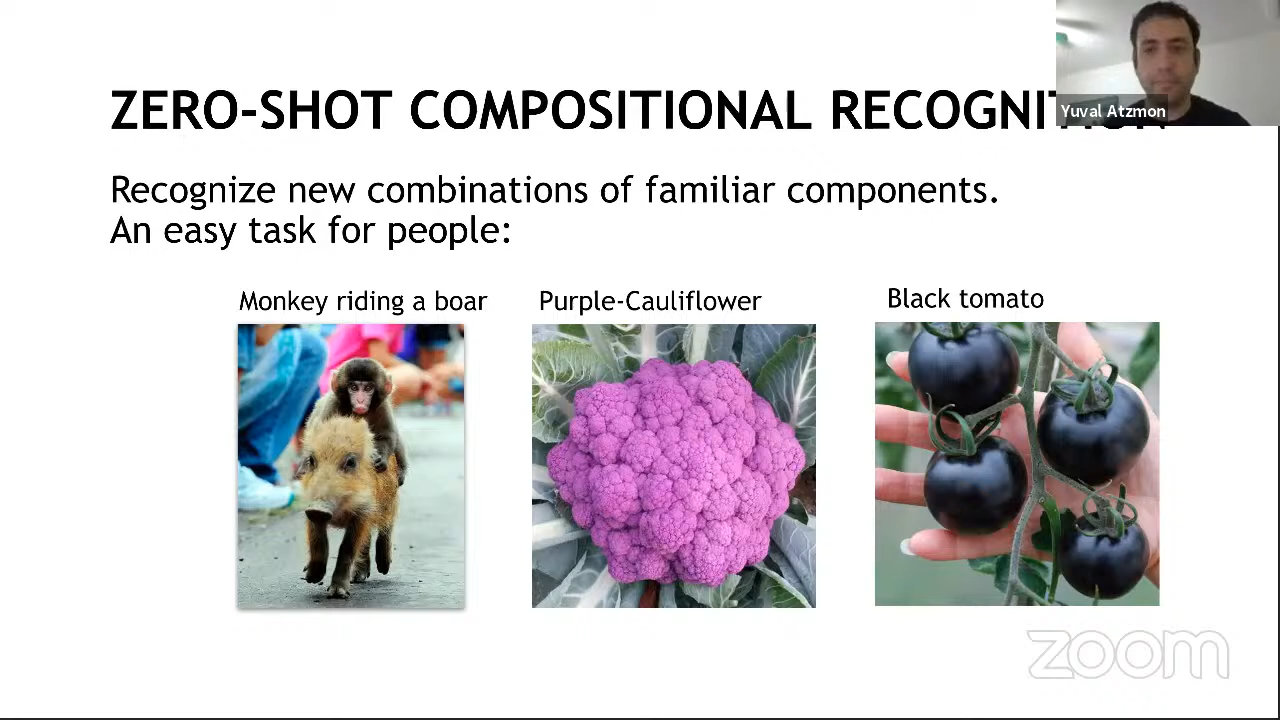 ZERO-SHOT COMPOSITIONAL RECOGNITION
Yuval Atzmon
Recognize new combinations of familiar components.
An easy task for people:
Monkey riding a boar
Purple-Cauliflower
Black tomato
zoom